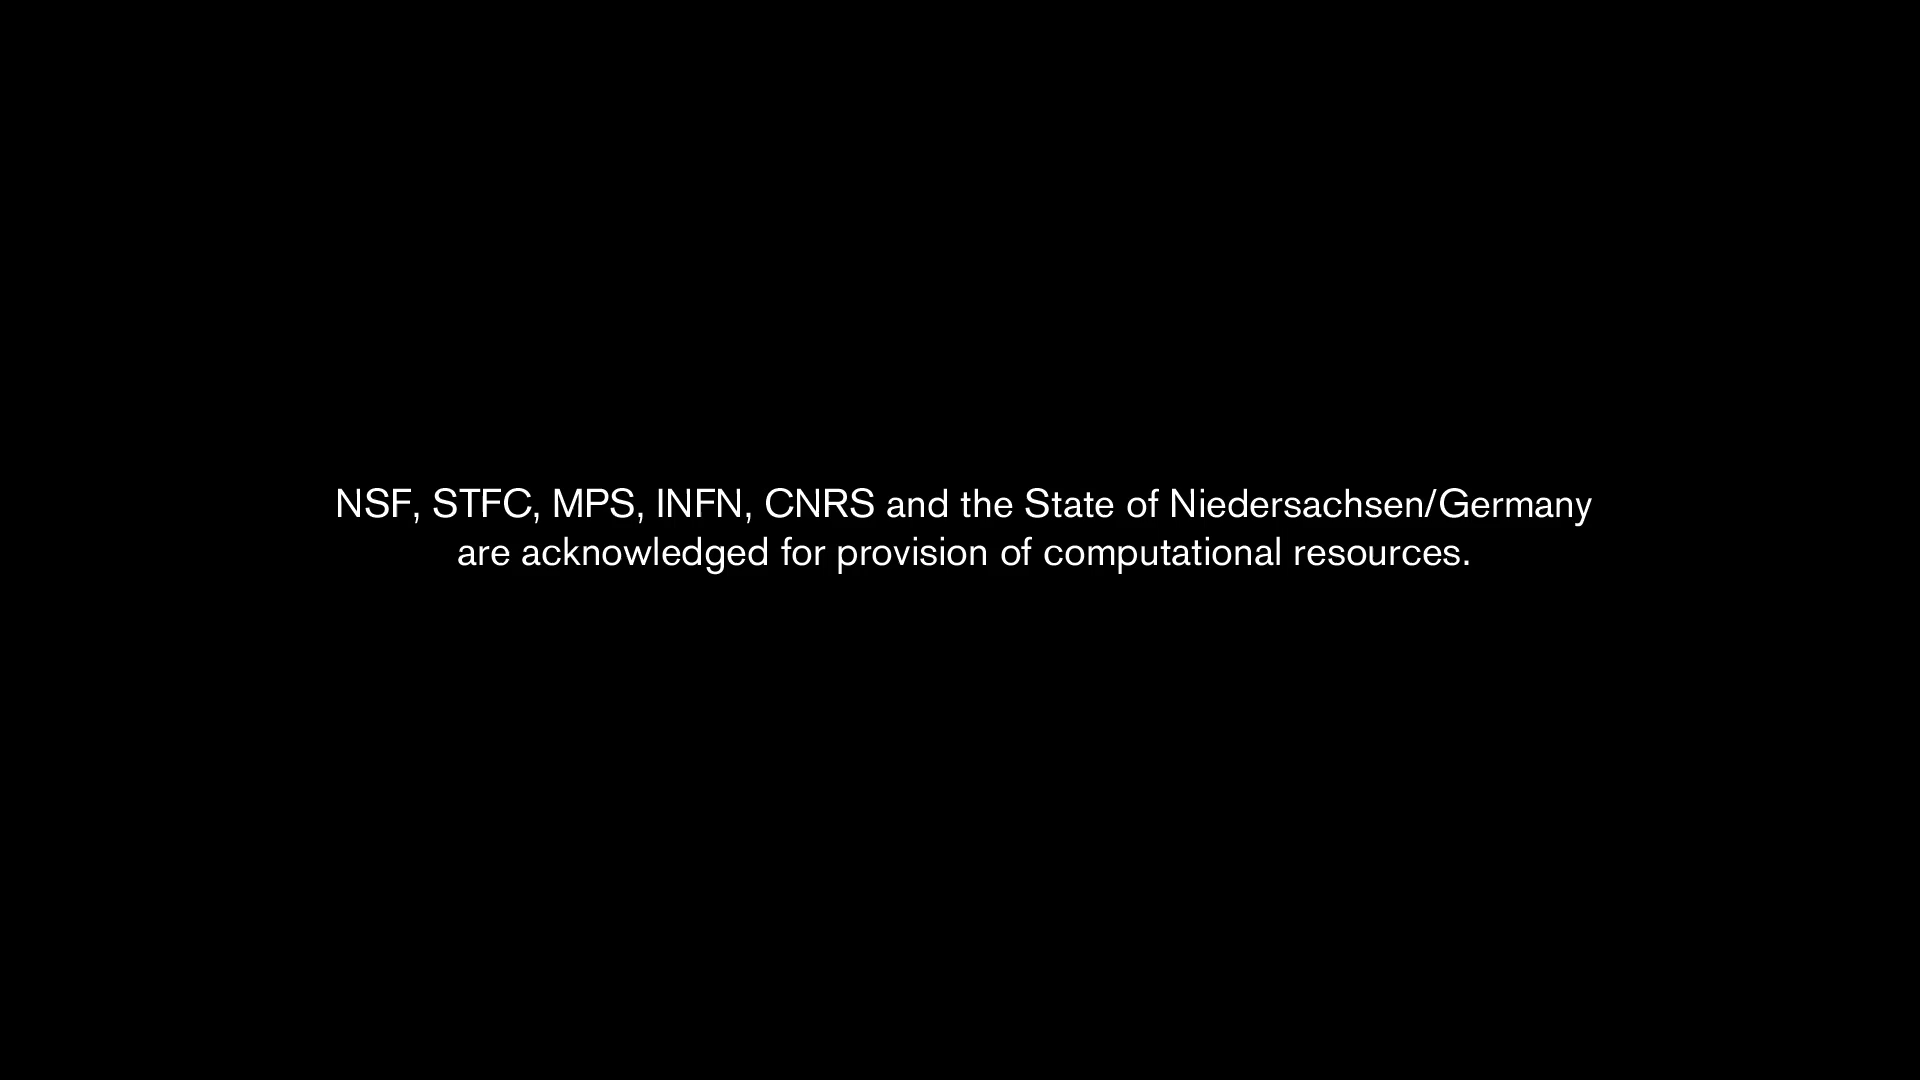 NSF, STFC, MPS, INFN, CNRS and the State of Niedersachsen/Germany
are acknowledged for provision of computational resources.